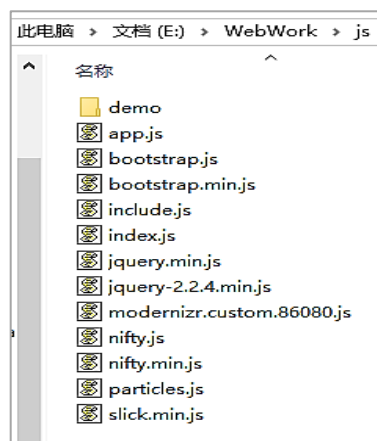 此电脑 > 文档 (E:) > WebWork > js
名称
demo
app.js
bootstrap.js
bootstrap.min.js
include.js
index.js
jquery.min.js
jquery-2.2.4.min.js
modernizr.custom.86080.js
nifty.js
nifty.min.js
particles.js
slick.min.js